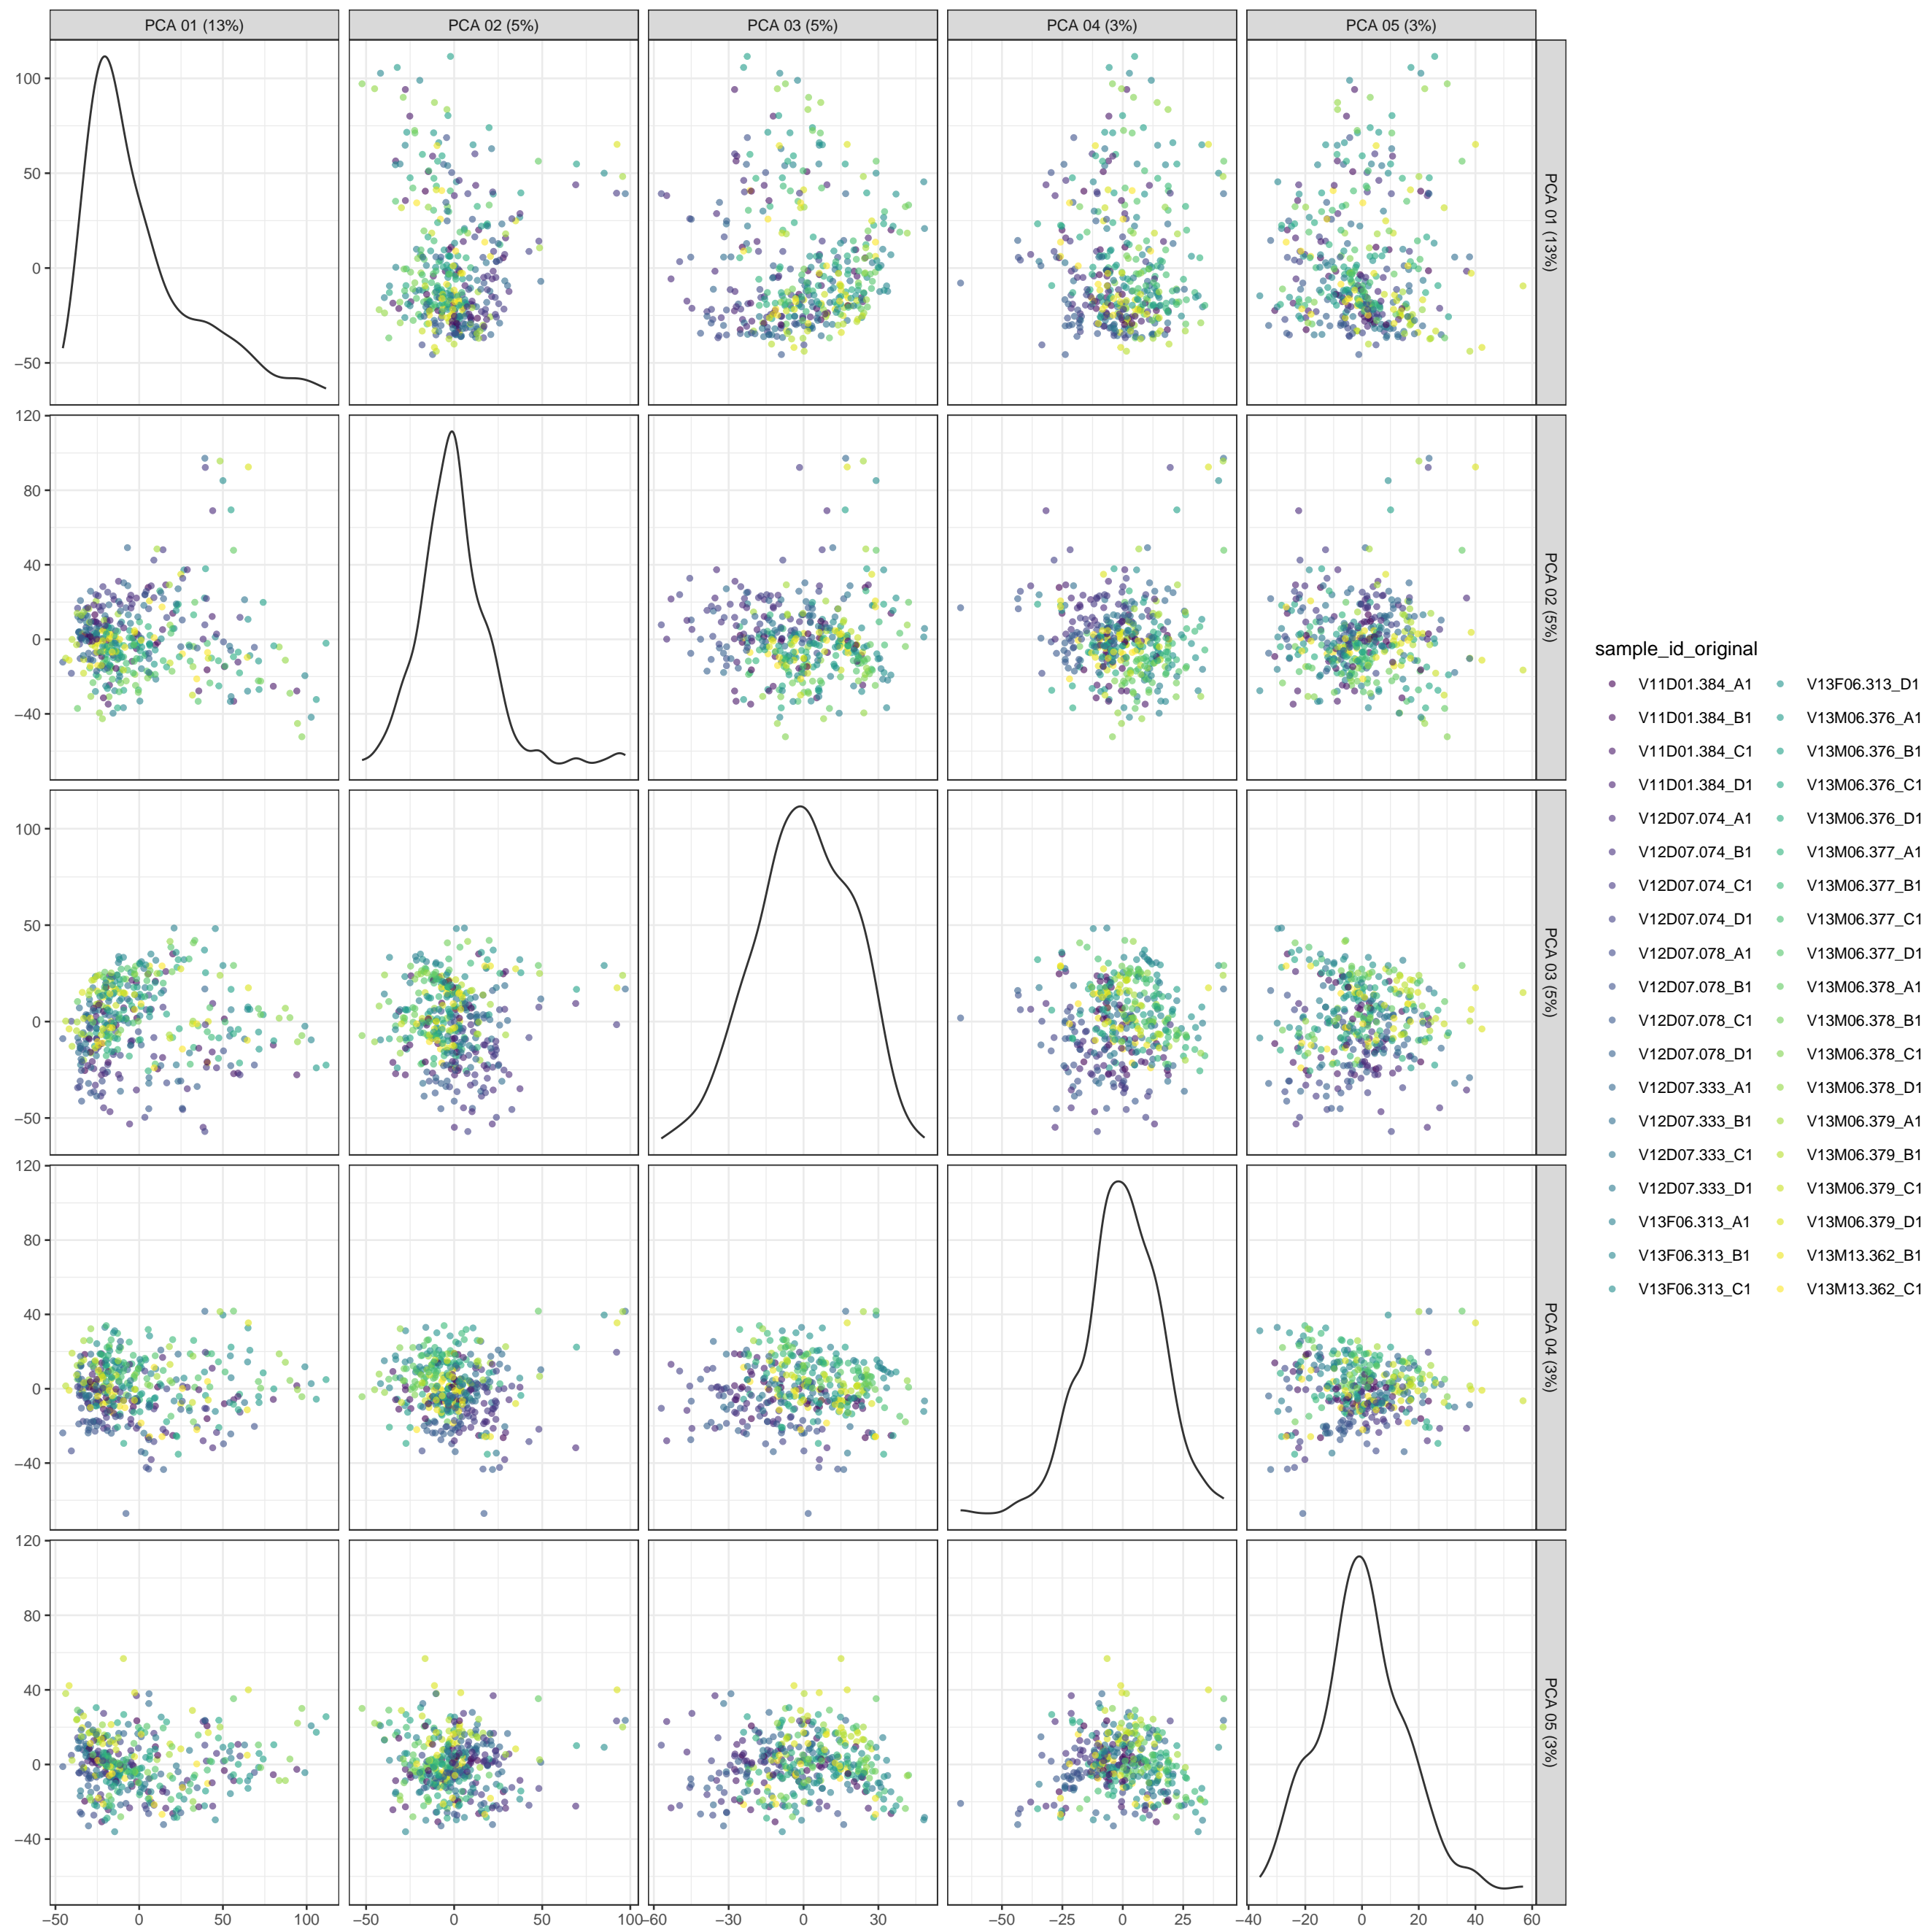 PCA 01 (13%)
PCA 02 (5%)
PCA 03 (5%)
PCA 04 (3%)
PCA 05 (3%)
100
50
0
−50
PCA 01 (13%)
120
80
40
0
−40
PCA 02 (5%)
100
50
0
−50
PCA 03 (5%)
120
80
40
0
−40
PCA 04 (3%)
120
80
40
0
−40
PCA 05 (3%)
−50 0 50 100
−50 0 50 100
−60 −30 0 30
−50 −25 0 25
−40 −20 0 20 40 60
sample_id_original
V11D01.384_A1
V11D01.384_B1
V11D01.384_C1
V11D01.384_D1
V12D07.074_A1
V12D07.074_B1
V12D07.074_C1
V12D07.074_D1
V12D07.078_A1
V12D07.078_B1
V12D07.078_C1
V12D07.078_D1
V12D07.333_A1
V12D07.333_B1
V12D07.333_C1
V12D07.333_D1
V13F06.313_A1
V13F06.313_B1
V13F06.313_C1
V13F06.313_D1
V13M06.376_A1
V13M06.376_B1
V13M06.376_C1
V13M06.376_D1
V13M06.377_A1
V13M06.377_B1
V13M06.377_C1
V13M06.377_D1
V13M06.378_A1
V13M06.378_B1
V13M06.378_C1
V13M06.378_D1
V13M06.379_A1
V13M06.379_B1
V13M06.379_C1
V13M06.379_D1
V13M13.362_B1
V13M13.362_C1